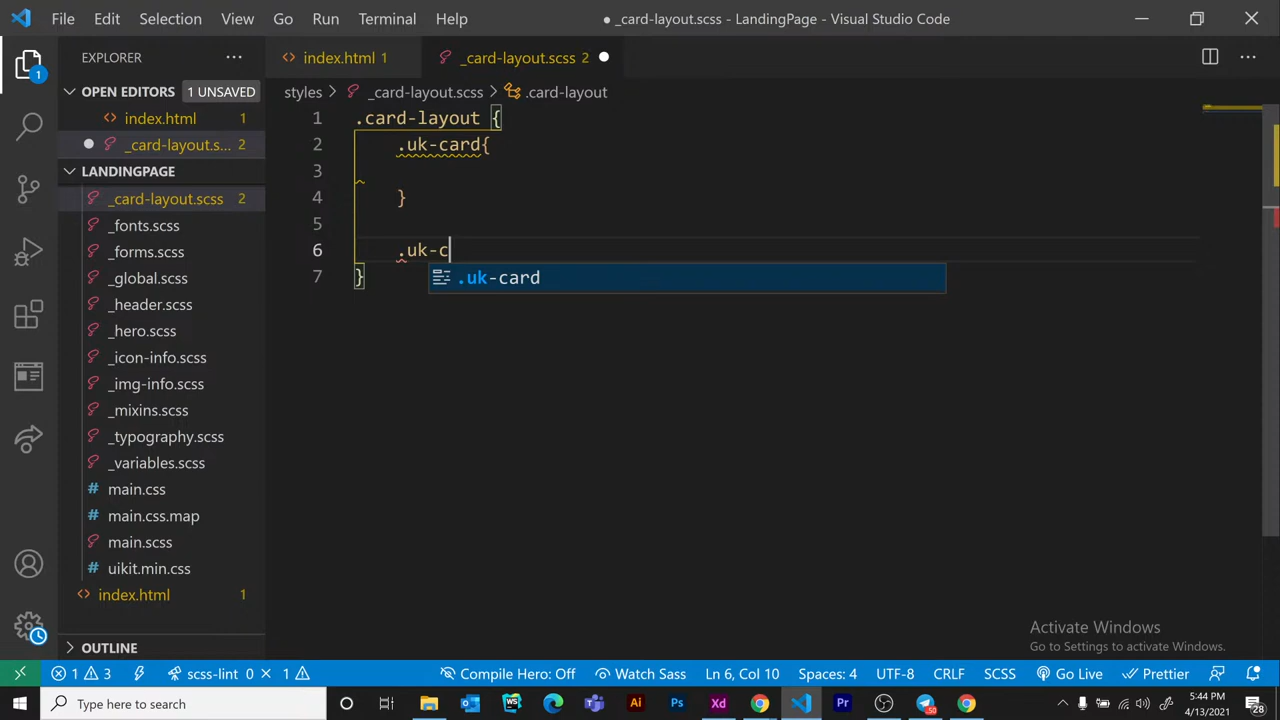 File Edit Selection View Go Run Terminal Help
● _card-layout.scss - LandingPage - Visual Studio Code
EXPLORER
index.html 1
_card-layout.scss 2
OPEN EDITORS 1 UNSAVED
styles > _card-layout.scss > .card-layout
index.html 1
_card-layout.s... 2
LANDINGPAGE
_card-layout.scss 2
_fonts.scss
_forms.scss
_global.scss
_header.scss
_hero.scss
_icon-info.scss
_img-info.scss
_mixins.scss
_typography.scss
_variables.scss
main.css
main.css.map
main.scss
uikit.min.css
index.html 1
OUTLINE
1 .card-layout {
2 .uk-card{
3
4 }
5
6 .uk-c
.uk-card
7 }
Activate Windows
Go to Settings to activate Windows.
1 3 scss-lint 0 × 1 Compile Hero: Off Watch Sass Ln 6, Col 10 Spaces: 4 UTF-8 CRLF SCSS Go Live Prettier
Type here to search
WS Ai Ps Xd Pr 50
5:44 PM
4/13/2021
28